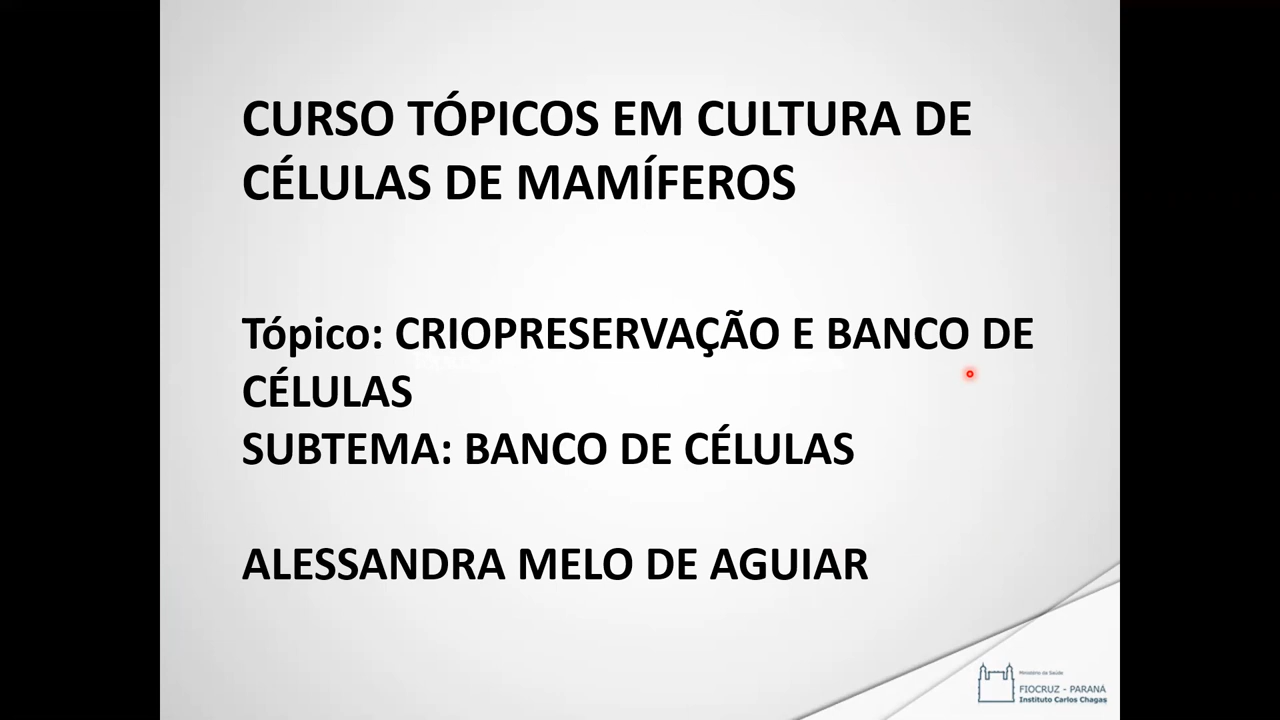 CURSO TÓPICOS EM CULTURA DE
CÉLULAS DE MAMÍFEROS
Tópico: CRIOPRESERVAÇÃO E BANCO DE
CÉLULAS
SUBTEMA: BANCO DE CÉLULAS
ALESSANDRA MELO DE AGUIAR
Ministério da Saúde
FIOCRUZ - PARANÁ
Instituto Carlos Chagas